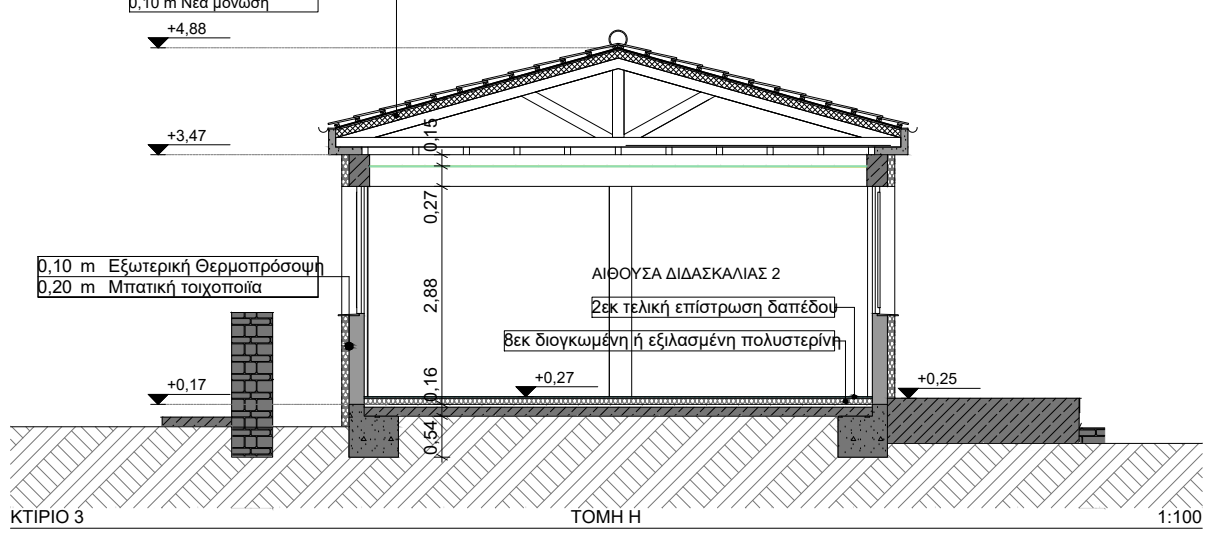 0,10 m Νέα μόνωση
+4,88
+3,47
0,15
0,27
0,10 m Εξωτερική Θερμοπρόσοψη
0,20 m Μπατική τοιχοποιϊα
ΑΙΘΟΥΣΑ ΔΙΔΑΣΚΑΛΙΑΣ 2
2,88
2εκ τελική επίστρωση δαπέδου
8εκ διογκωμένη ή εξιλασμένη πολυστερίνη
+0,17
0,16
+0,27
+0,25
0,54
ΚΤΙΡΙΟ 3
ΤΟΜΗ Η
1:100